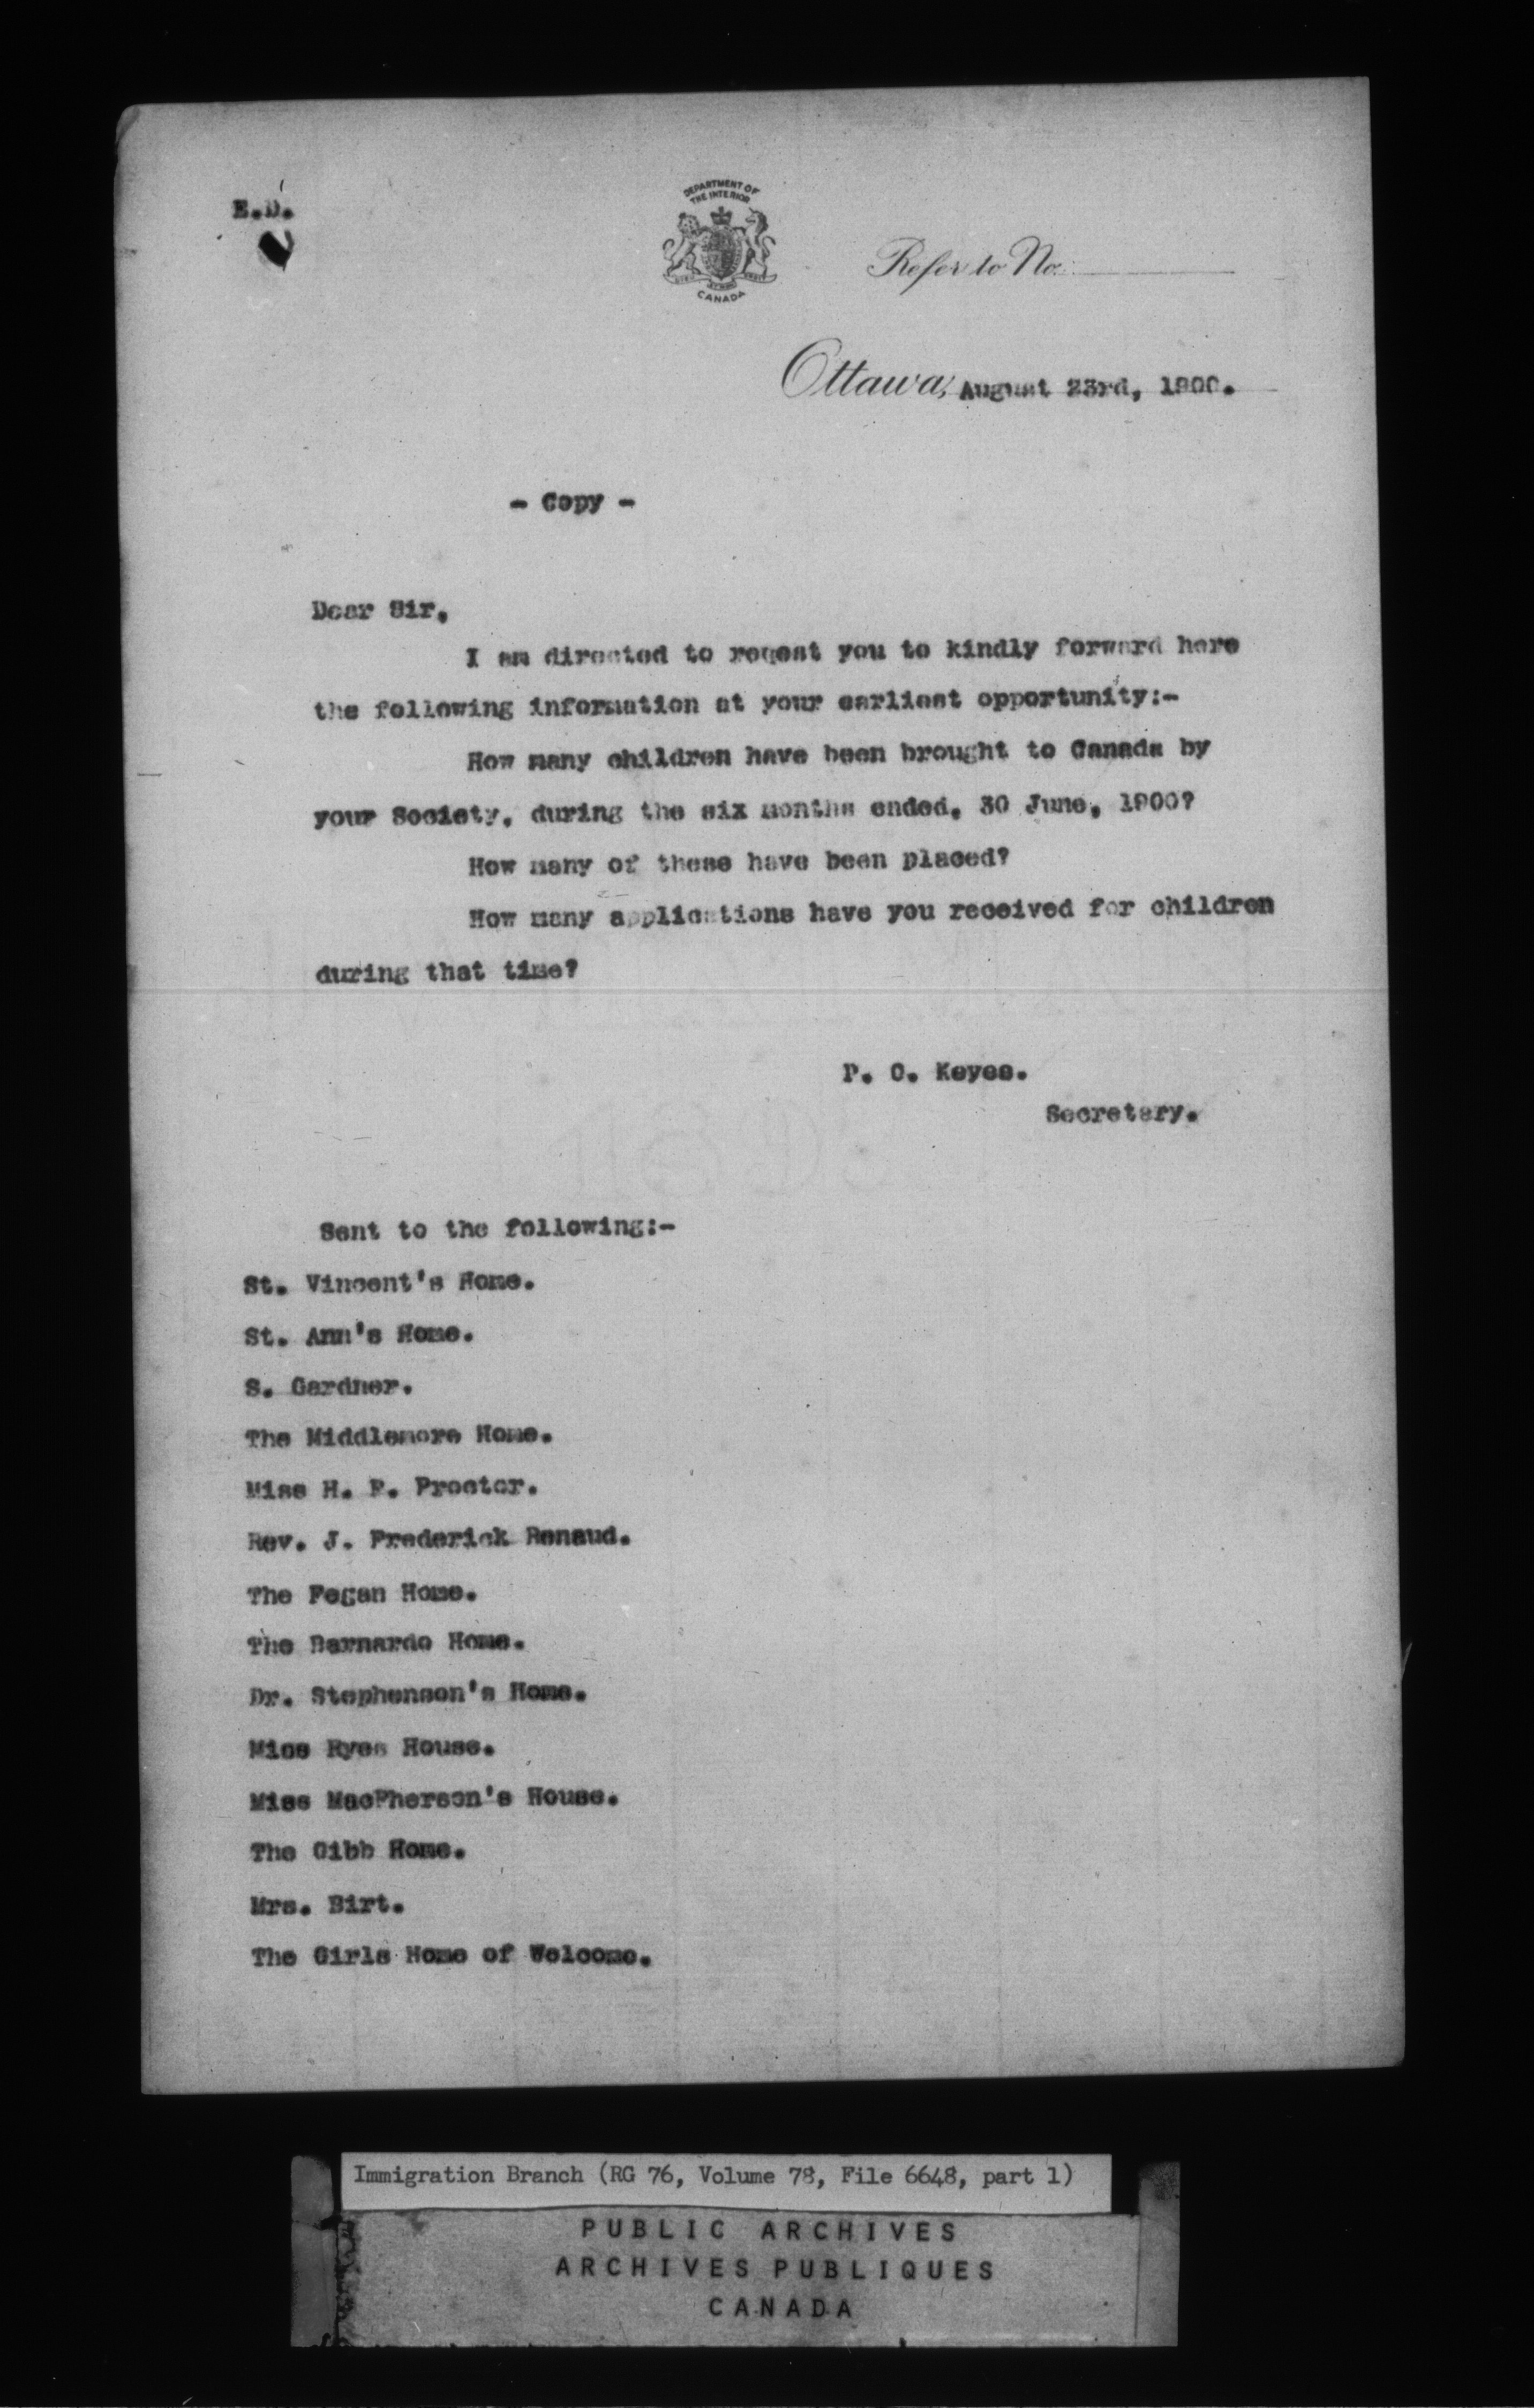 E.D.
DEPARTMENT OF
THE INTERIOR
CANADA
Refer to No.
Ottawa, August 23rd, 1900.
- Copy -
Dear Sir,
I am directed to reqest you to kindly forward here
the following information at your earliest opportunity:-
How many children have been brought to Canada by
your Society, during the six months ended, 30 June, 1900?
How many of these have been placed?
How many applications have you received for children
during that time?
P. C. Keyes.
Secretary.
Sent to the following:-
St. Vincent's Home.
St. Ann's Home.
S. Gardner.
The Middlemore Home.
Miss H. F. Proctor.
Rev. J. Frederick Renaud.
The Fegan Home.
The Barnardo Home.
Dr. Stephenson's Home.
Miss Ryes House.
Miss MacPherson's House.
The Gibb Home.
Mrs. Birt.
The Girls Home of Welcome.
Immigration Branch (RG 76, Volume 78, File 6648, part 1)
PUBLIC ARCHIVES
ARCHIVES PUBLIQUES
CANADA